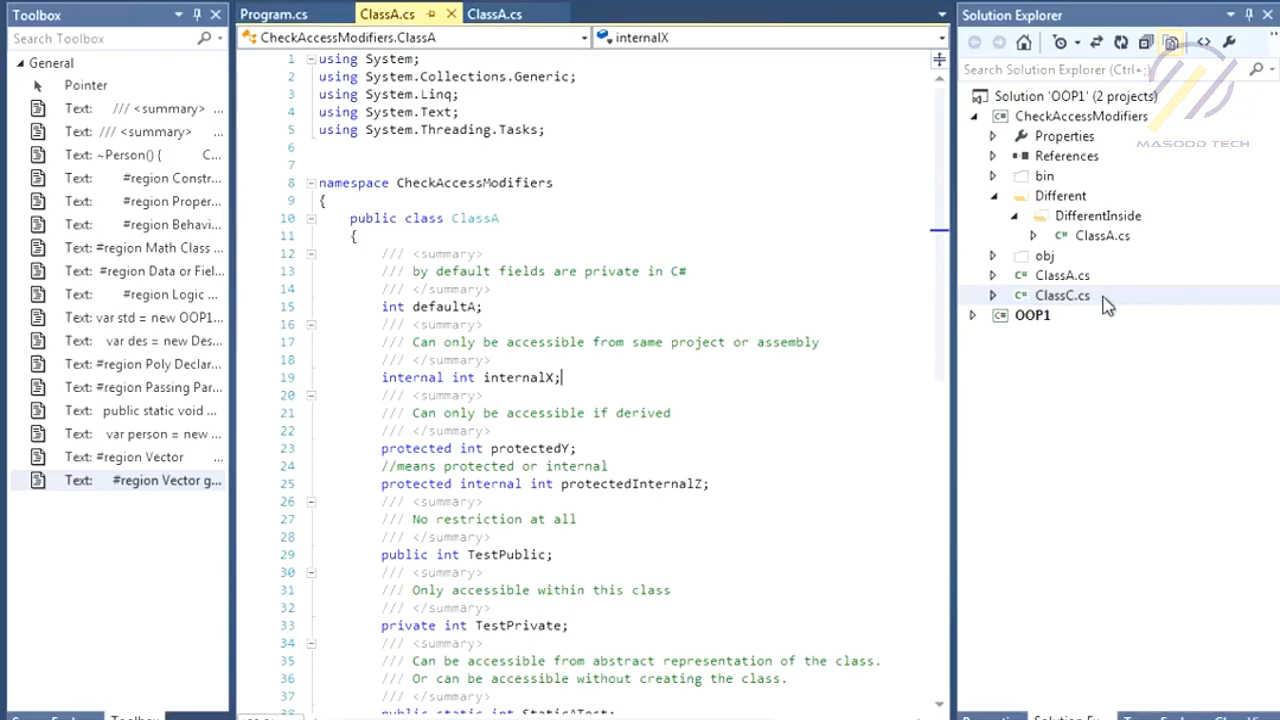 Toolbox
Search Toolbox
General
Pointer
Text: /// <summary> ...
Text: /// <summary> ...
Text: ~Person() { C...
Text: #region Constr...
Text: #region Proper...
Text: #region Behavi...
Text: #region Math Class ...
Text: #region Data or Fiel...
Text: #region Logic ...
Text: var std = new OOP1...
Text: var des = new Des...
Text: #region Poly Declar...
Text: #region Passing Par...
Text: public static void ...
Text: var person = new ...
Text: #region Vector ...
Text: #region Vector g...
Program.cs ClassA.cs ClassA.cs
CheckAccessModifiers.ClassA internalX
1 using System;
2 using System.Collections.Generic;
3 using System.Linq;
4 using System.Text;
5 using System.Threading.Tasks;
6
7
8 namespace CheckAccessModifiers
9 {
10 public class ClassA
11 {
12 /// <summary>
13 /// by default fields are private in C#
14 /// </summary>
15 int defaultA;
16 /// <summary>
17 /// Can only be accessible from same project or assembly
18 /// </summary>
19 internal int internalX;
20 /// <summary>
21 /// Can only be accessible if derived
22 /// </summary>
23 protected int protectedY;
24 //means protected or internal
25 protected internal int protectedInternalZ;
26 /// <summary>
27 /// No restriction at all
28 /// </summary>
29 public int TestPublic;
30 /// <summary>
31 /// Only accessible within this class
32 /// </summary>
33 private int TestPrivate;
34 /// <summary>
35 /// Can be accessible from abstract representation of the class.
36 /// Or can be accessible without creating the class.
37 /// </summary>
38 public static int StaticATest;
Solution Explorer
Search Solution Explorer (Ctrl+;)
Solution 'OOP1' (2 projects)
CheckAccessModifiers
Properties
References
bin
Different
DifferentInside
ClassA.cs
obj
ClassA.cs
ClassC.cs
OOP1
MASOOD TECH